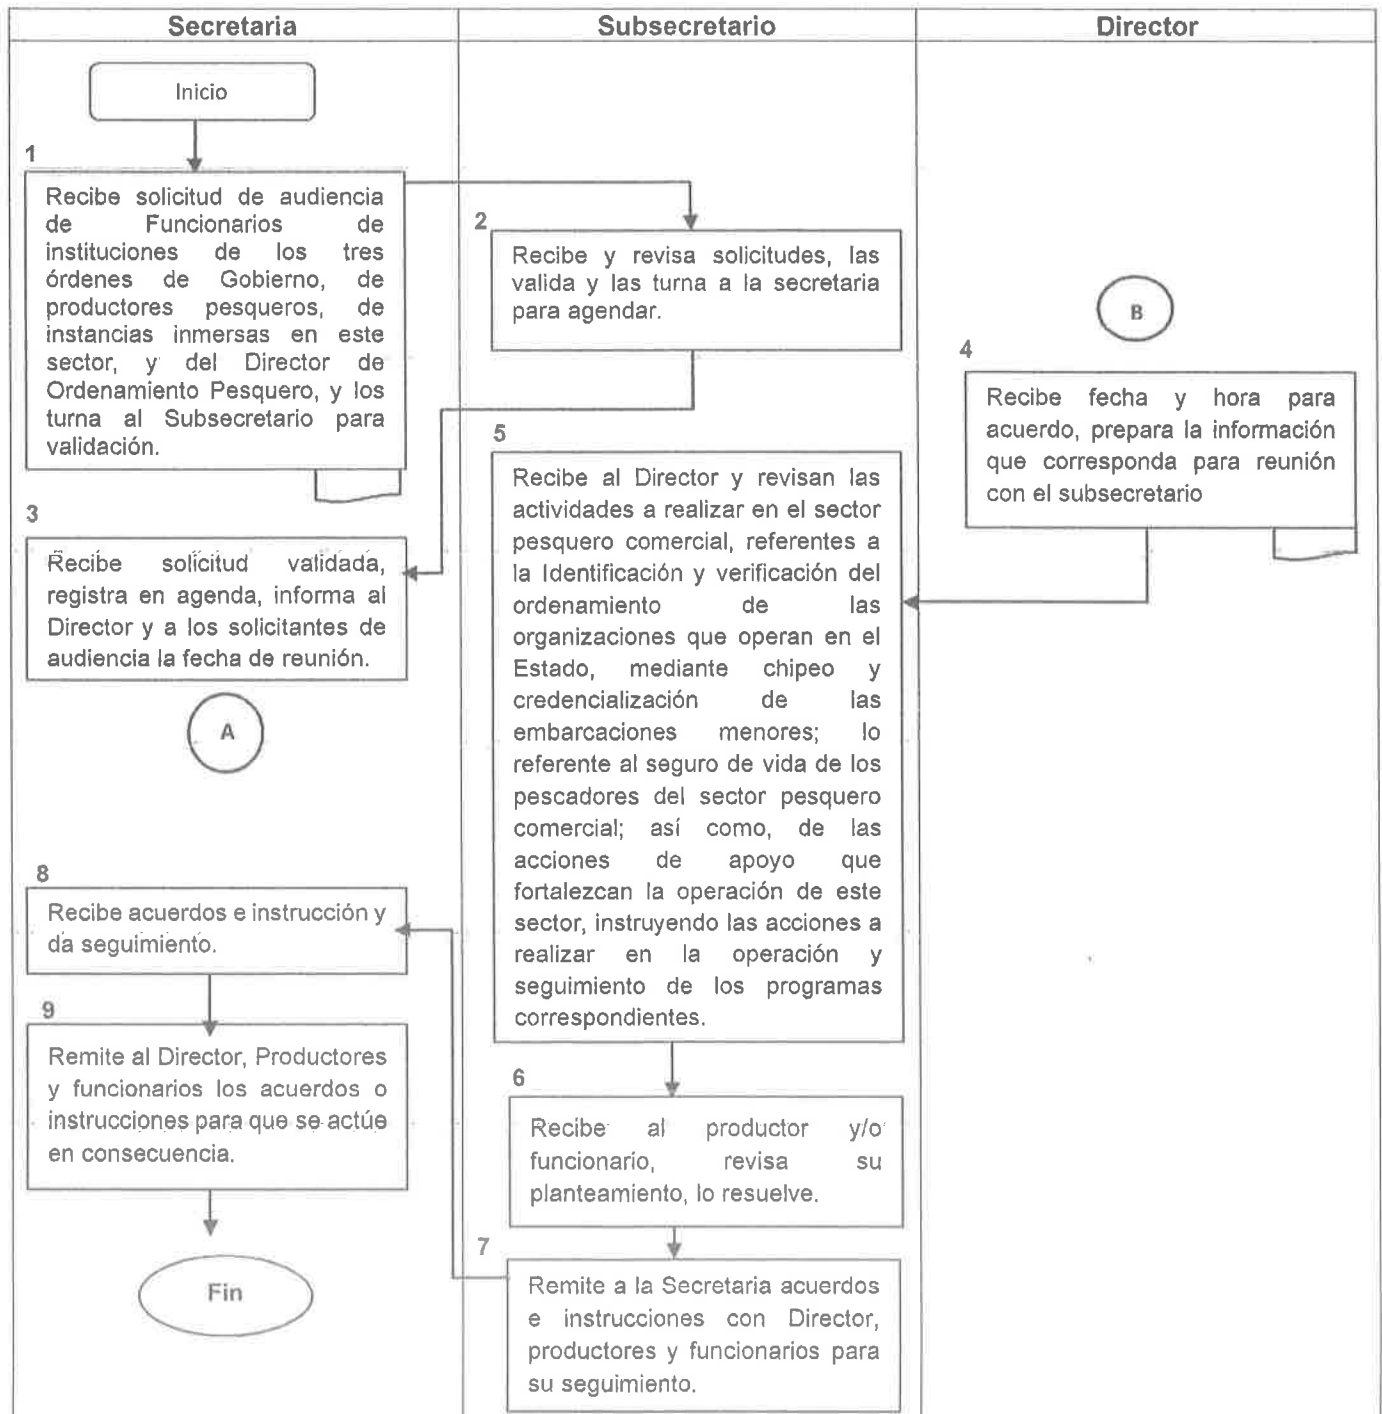 Secretaria
Subsecretario
Director
Inicio
1
Recibe solicitud de audiencia
de Funcionarios de
instituciones de los tres
órdenes de Gobierno, de
productores pesqueros, de
instancias inmersas en este
sector, y del Director de
Ordenamiento Pesquero, y los
turna al Subsecretario para
validación.
2
Recibe y revisa solicitudes, las
valida y las turna a la secretaria
para agendar.
3
Recibe solicitud validada,
registra en agenda, informa al
Director y a los solicitantes de
audiencia la fecha de reunión.
A
B
4
Recibe fecha y hora para
acuerdo, prepara la información
que corresponda para reunión
con el subsecretario
5
Recibe al Director y revisan las
actividades a realizar en el sector
pesquero comercial, referentes a
la Identificación y verificación del
ordenamiento de las
organizaciones que operan en el
Estado, mediante chipeo y
credencialización de las
embarcaciones menores; lo
referente al seguro de vida de los
pescadores del sector pesquero
comercial; así como, de las
acciones de apoyo que
fortalezcan la operación de este
sector, instruyendo las acciones a
realizar en la operación y
seguimiento de los programas
correspondientes.
6
Recibe al productor y/o
funcionario, revisa su
planteamiento, lo resuelve.
7
Remite a la Secretaria acuerdos
e instrucciones con Director,
productores y funcionarios para
su seguimiento.
8
Recibe acuerdos e instrucción y
da seguimiento.
9
Remite al Director, Productores
y funcionarios los acuerdos o
instrucciones para que se actúe
en consecuencia.
Fin